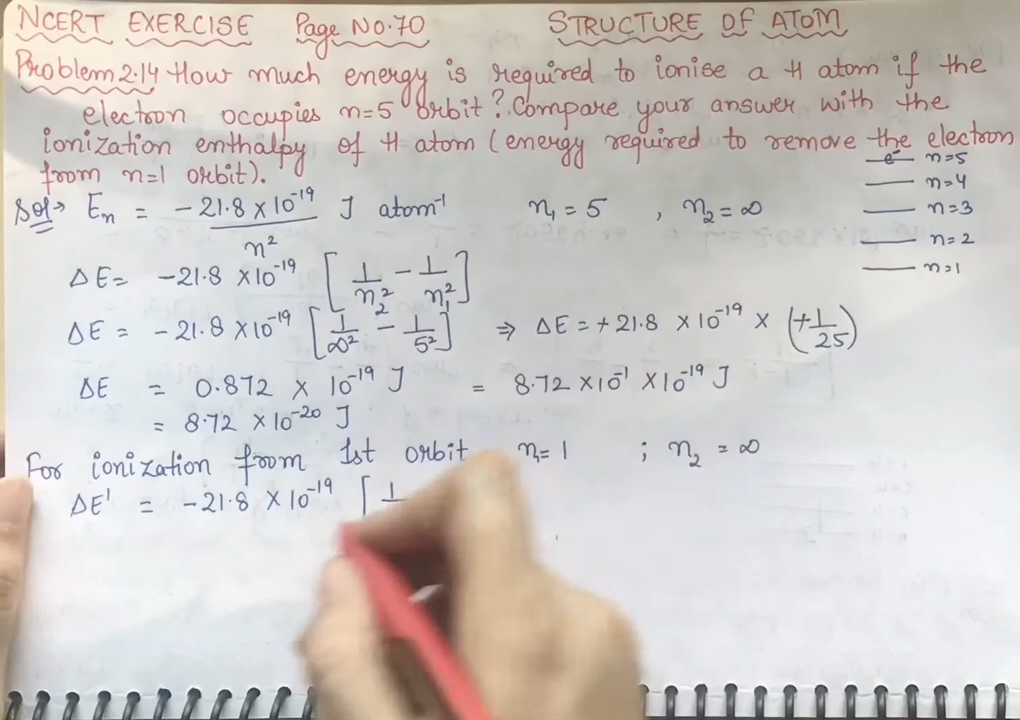 NCERT EXERCISE Page No. 70 STRUCTURE OF ATOM
Problem 2.14 How much energy is required to ionise a H atom if the
electron occupies n=5 orbit? Compare your answer with the
ionization enthalpy of H atom (energy required to remove the electron
from n=1 orbit).
e⁻ n=5
n=4
n=3
n=2
n=1
Sol→ Eₙ = -21.8 × 10⁻¹⁹ / n² J atom⁻¹ n₁ = 5 , n₂ = ∞
ΔE = -21.8 × 10⁻¹⁹ [1/n₂² - 1/n₁²]
ΔE = -21.8 × 10⁻¹⁹ [1/∞² - 1/5²] ⇒ ΔE = +21.8 × 10⁻¹⁹ × (+1/25)
ΔE = 0.872 × 10⁻¹⁹ J = 8.72 × 10⁻¹ × 10⁻¹⁹ J
= 8.72 × 10⁻²⁰ J
For ionization from 1st orbit n₁ = 1 ; n₂ = ∞
ΔE' = -21.8 × 10⁻¹⁹ [1